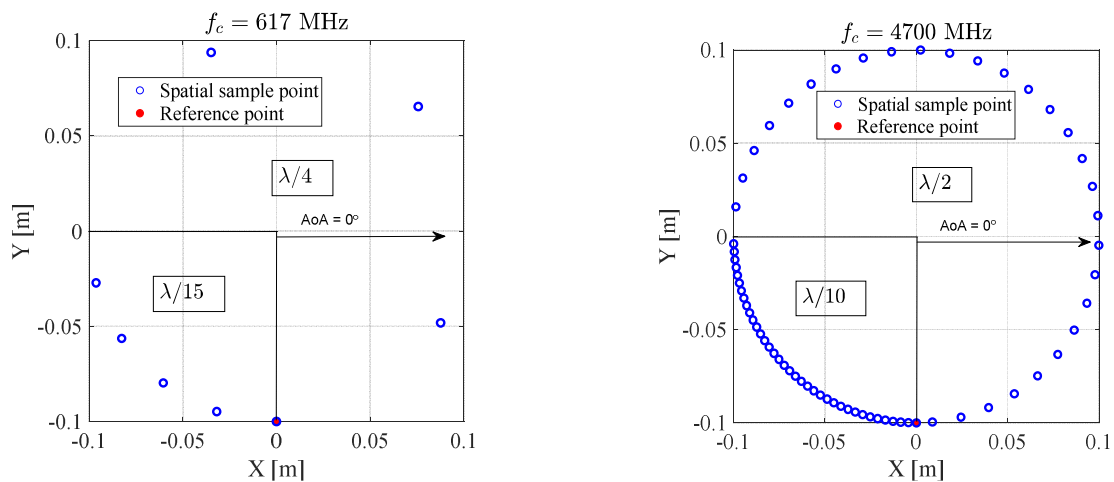 f_c = 617 MHz
0.1
0.05
0
-0.05
-0.1
Y [m]
Spatial sample point
Reference point
λ/4
AoA = 0°
λ/15
-0.1
-0.05
0
0.05
0.1
X [m]
f_c = 4700 MHz
0.1
0.05
0
-0.05
-0.1
Y [m]
Spatial sample point
Reference point
λ/2
AoA = 0°
λ/10
-0.1
-0.05
0
0.05
0.1
X [m]